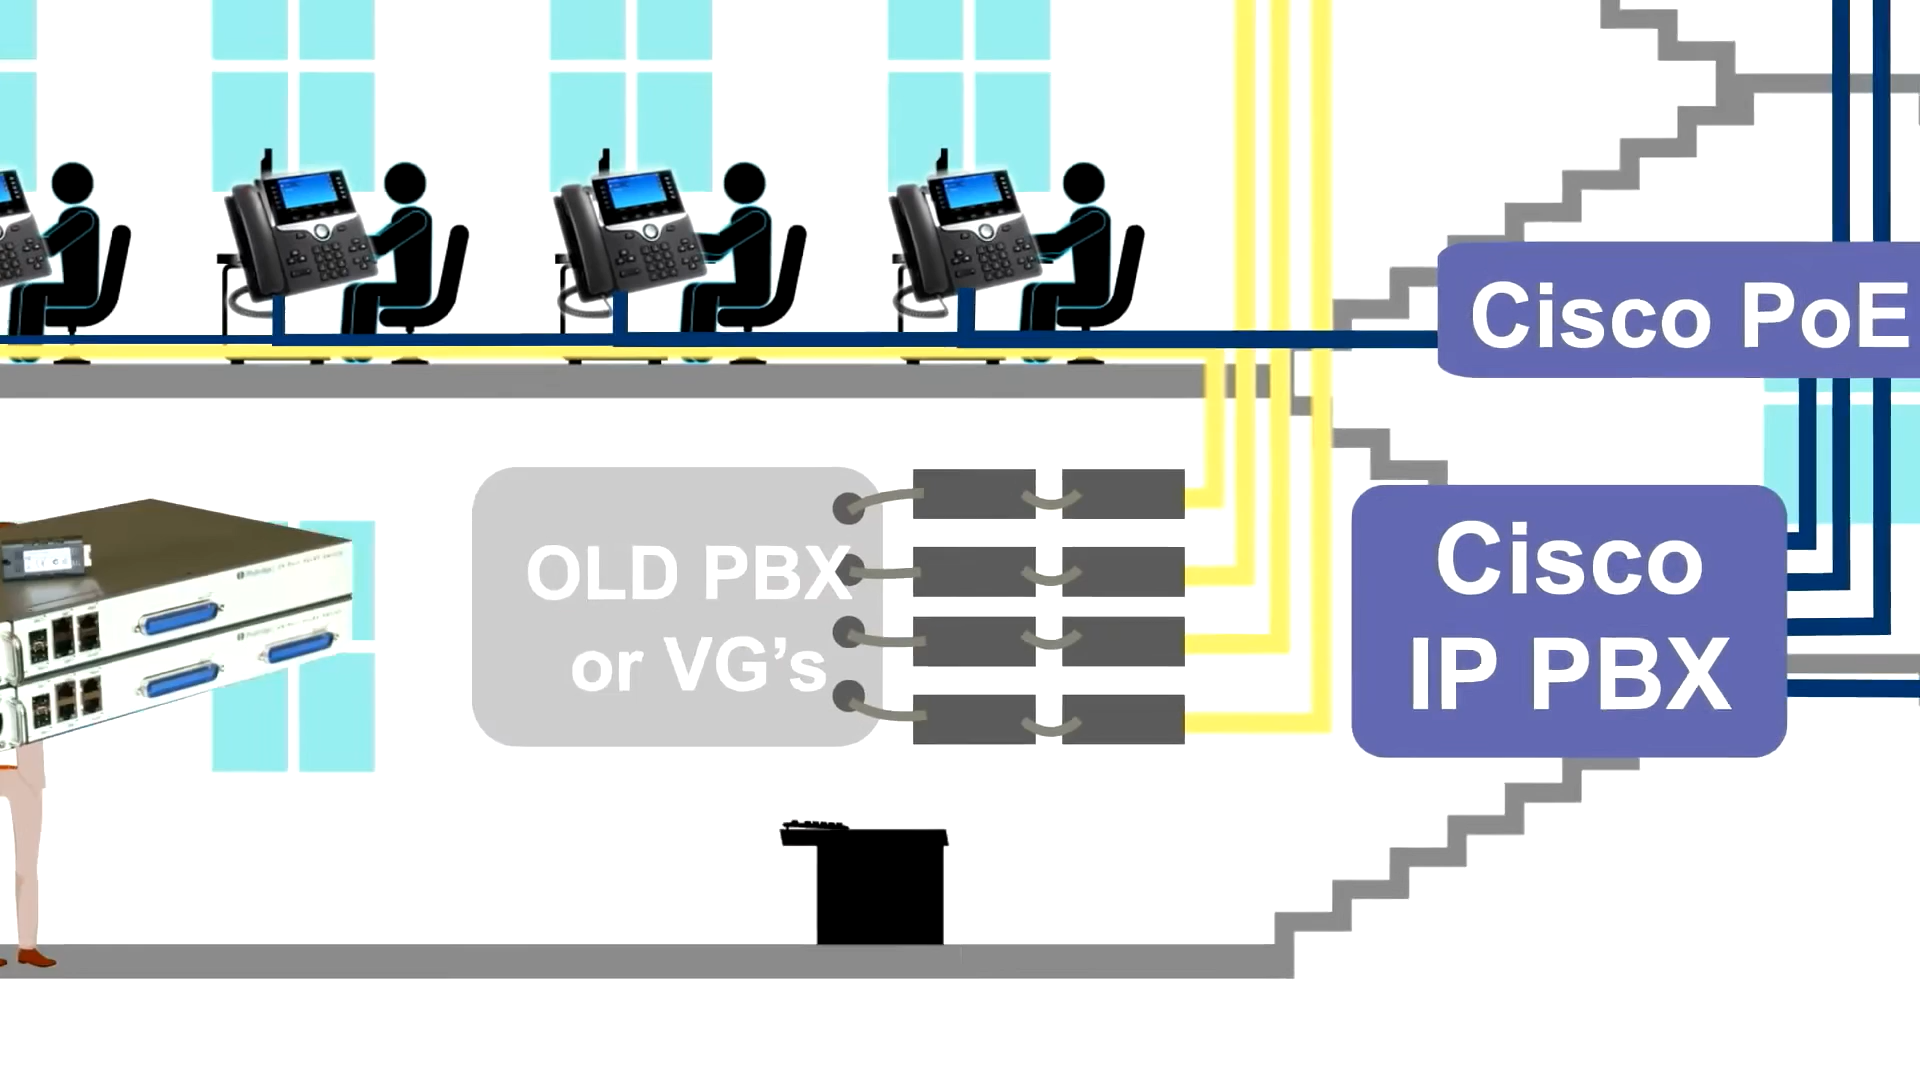 Cisco PoE
OLD PBX
or VG’s
Cisco
IP PBX